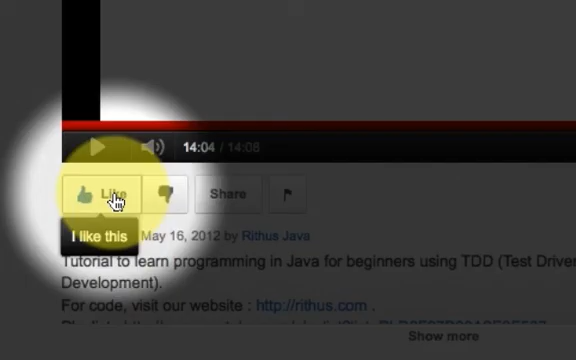 14:04 / 14:08
Like
Share
I like this
May 16, 2012 by Rithus Java
Tutorial to learn programming in Java for beginners using TDD (Test Drives
Development).
For code, visit our website : http://rithus.com .
Show more